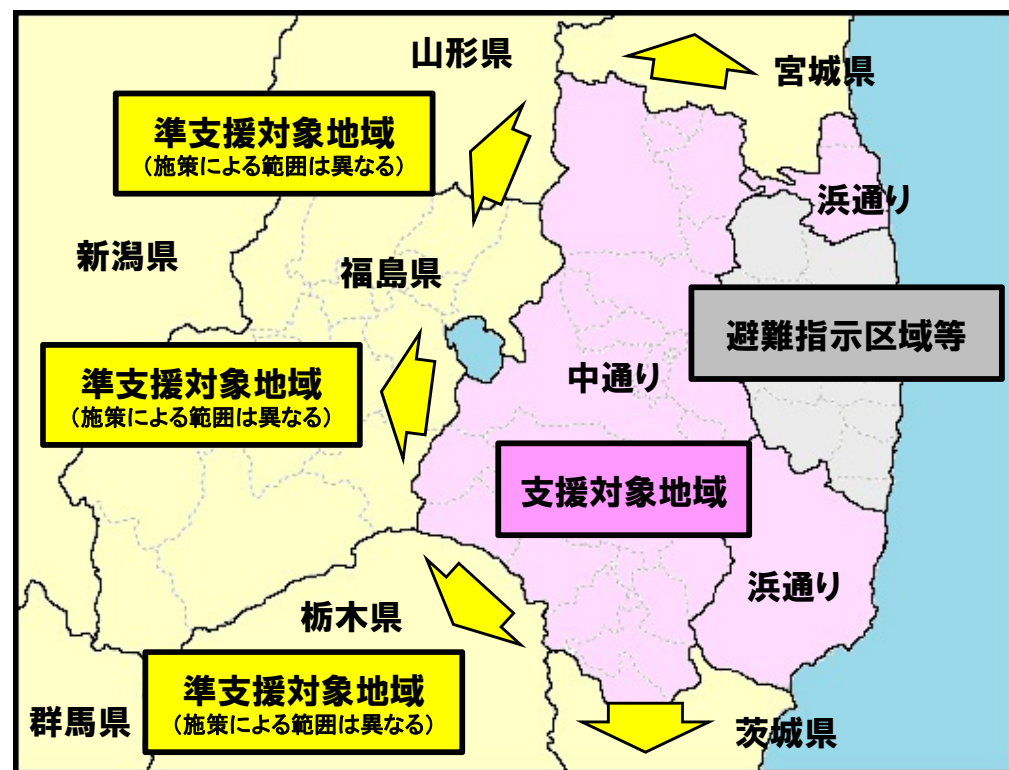 山形県
宮城県
準支援対象地域
（施策による範囲は異なる）
浜通り
新潟県
福島県
避難指示区域等
準支援対象地域
（施策による範囲は異なる）
中通り
支援対象地域
浜通り
栃木県
準支援対象地域
（施策による範囲は異なる）
群馬県
茨城県